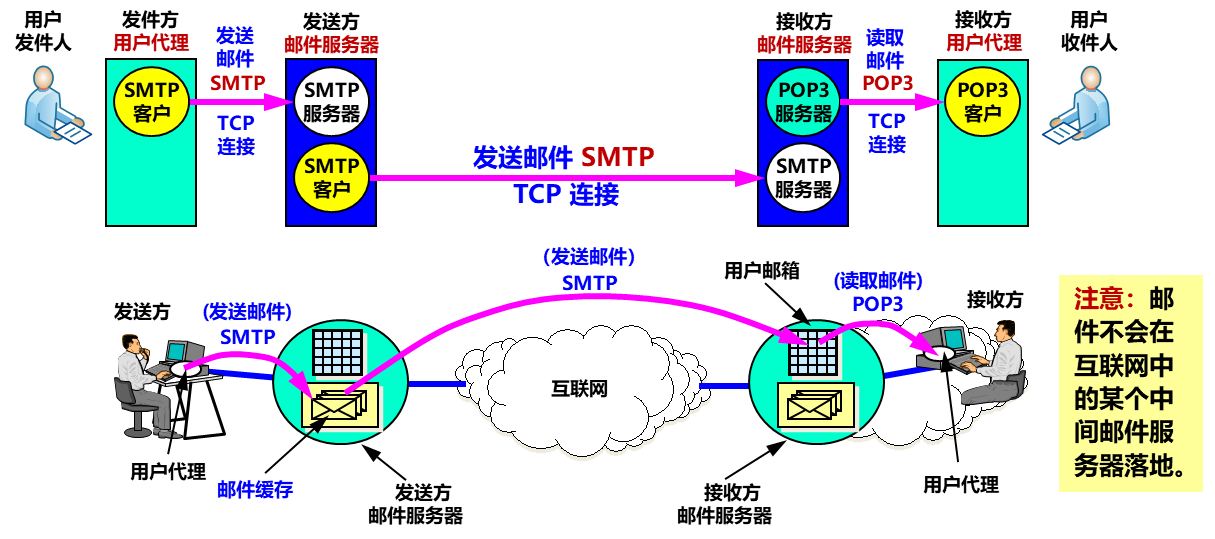 用户
发件人
发件方
用户代理
发送
邮件
SMTP
TCP
连接
SMTP
客户
发送方
邮件服务器
SMTP
服务器
SMTP
客户
发送邮件 SMTP
TCP 连接
接收方
邮件服务器
POP3
服务器
SMTP
服务器
读取
邮件
POP3
TCP
连接
接收方
用户代理
POP3
客户
用户
收件人
发送方
(发送邮件)
SMTP
用户代理
邮件缓存
发送方
邮件服务器
(发送邮件)
SMTP
互联网
用户邮箱
(读取邮件)
POP3
接收方
接收方
邮件服务器
用户代理
注意：邮
件不会在
互联网中
的某个中
间邮件服
务器落地。